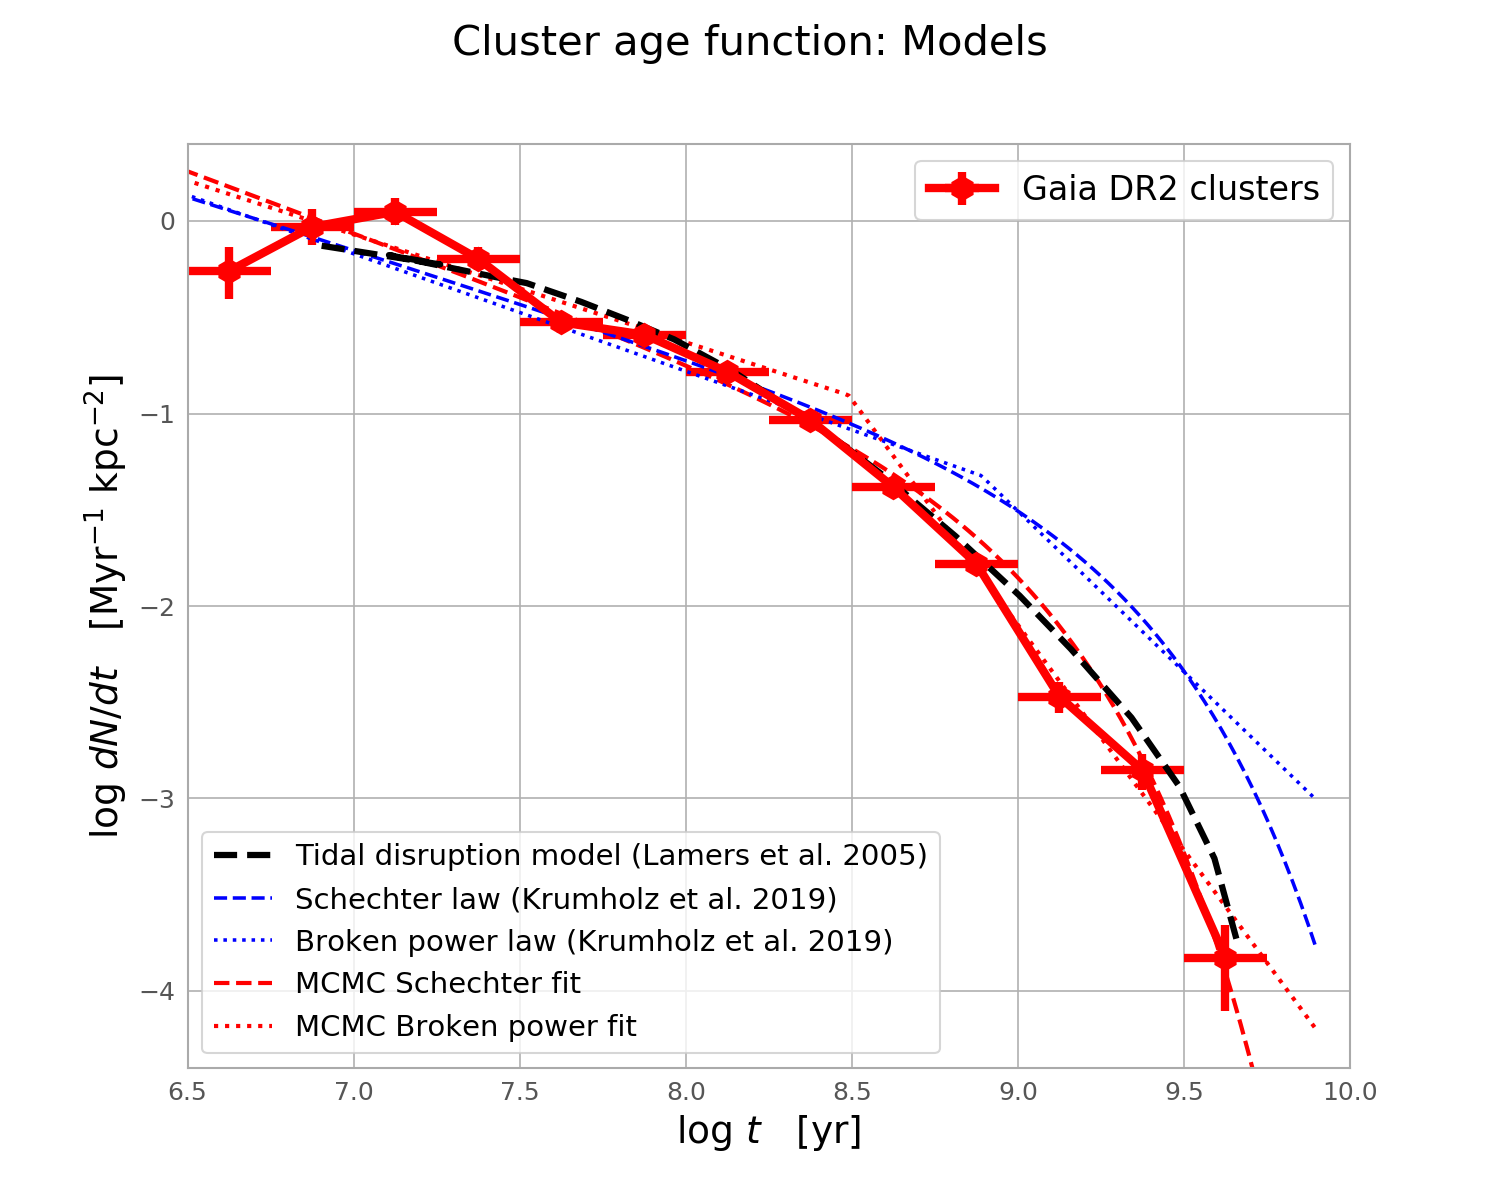 Cluster age function: Models
Gaia DR2 clusters
log dN/dt [Myr⁻¹ kpc⁻²]
0
−1
−2
−3
−4
Tidal disruption model (Lamers et al. 2005)
Schechter law (Krumholz et al. 2019)
Broken power law (Krumholz et al. 2019)
MCMC Schechter fit
MCMC Broken power fit
6.5 7.0 7.5 8.0 8.5 9.0 9.5 10.0
log t [yr]